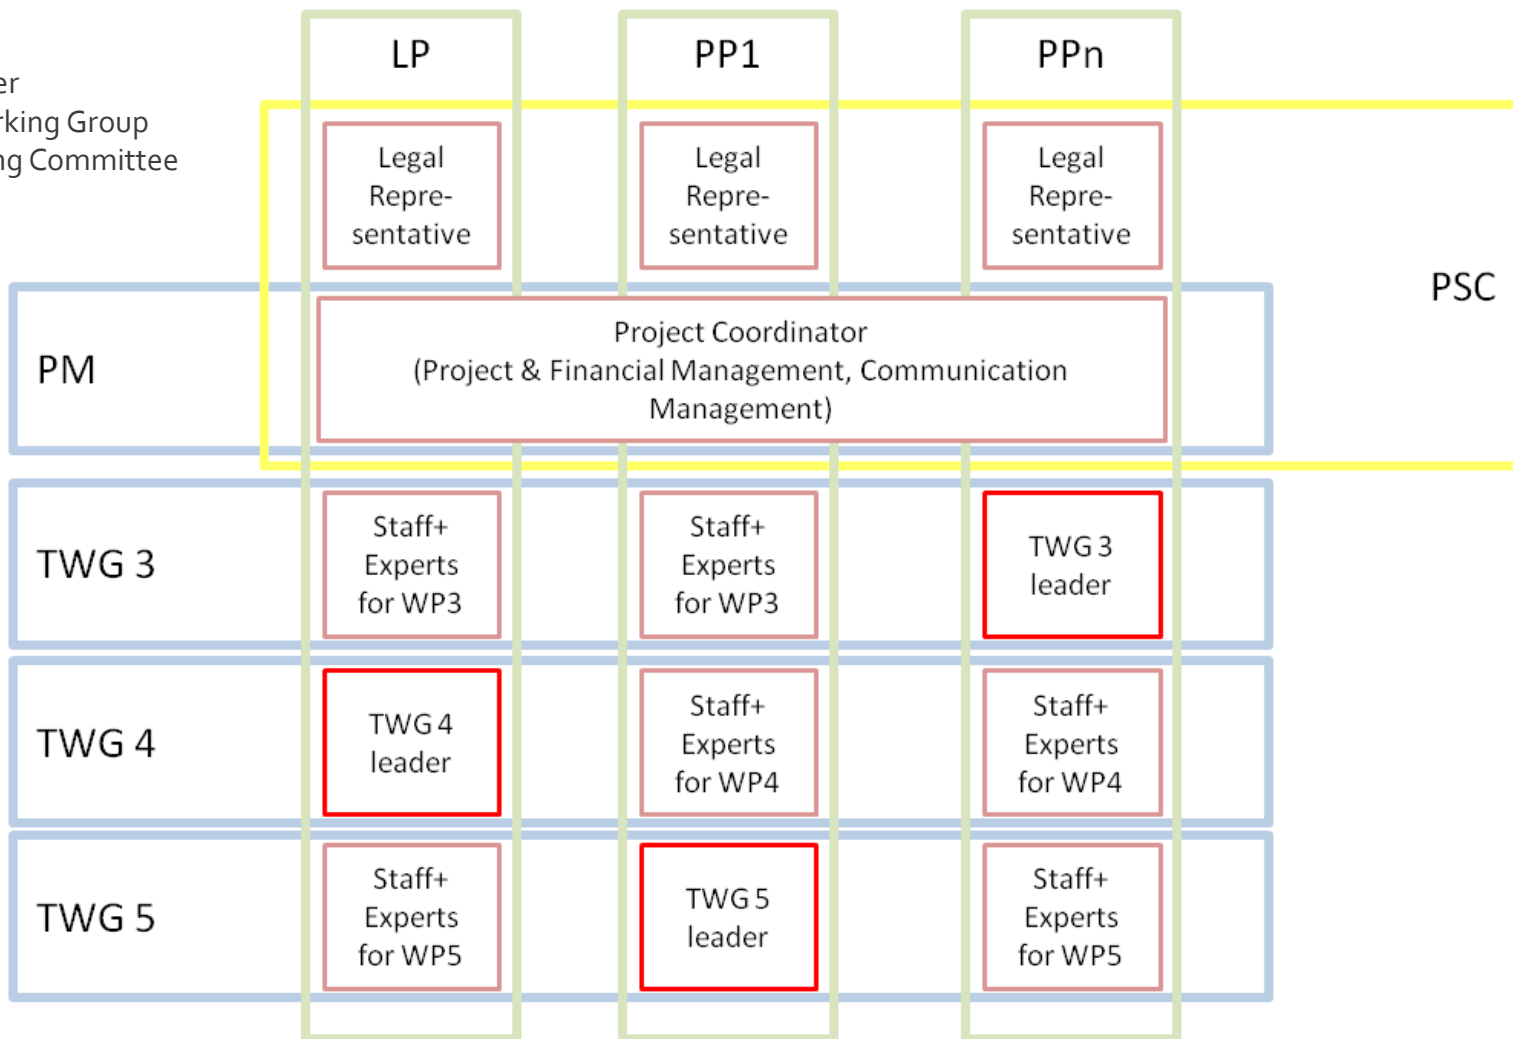 LP
PP1
PPn
er
rking Group
ng Committee
Legal
Repre-
sentative
Legal
Repre-
sentative
Legal
Repre-
sentative
PSC
PM
Project Coordinator
(Project & Financial Management, Communication
Management)
TWG 3
Staff+
Experts
for WP3
Staff+
Experts
for WP3
TWG 3
leader
TWG 4
TWG 4
leader
Staff+
Experts
for WP4
Staff+
Experts
for WP4
TWG 5
Staff+
Experts
for WP5
TWG 5
leader
Staff+
Experts
for WP5